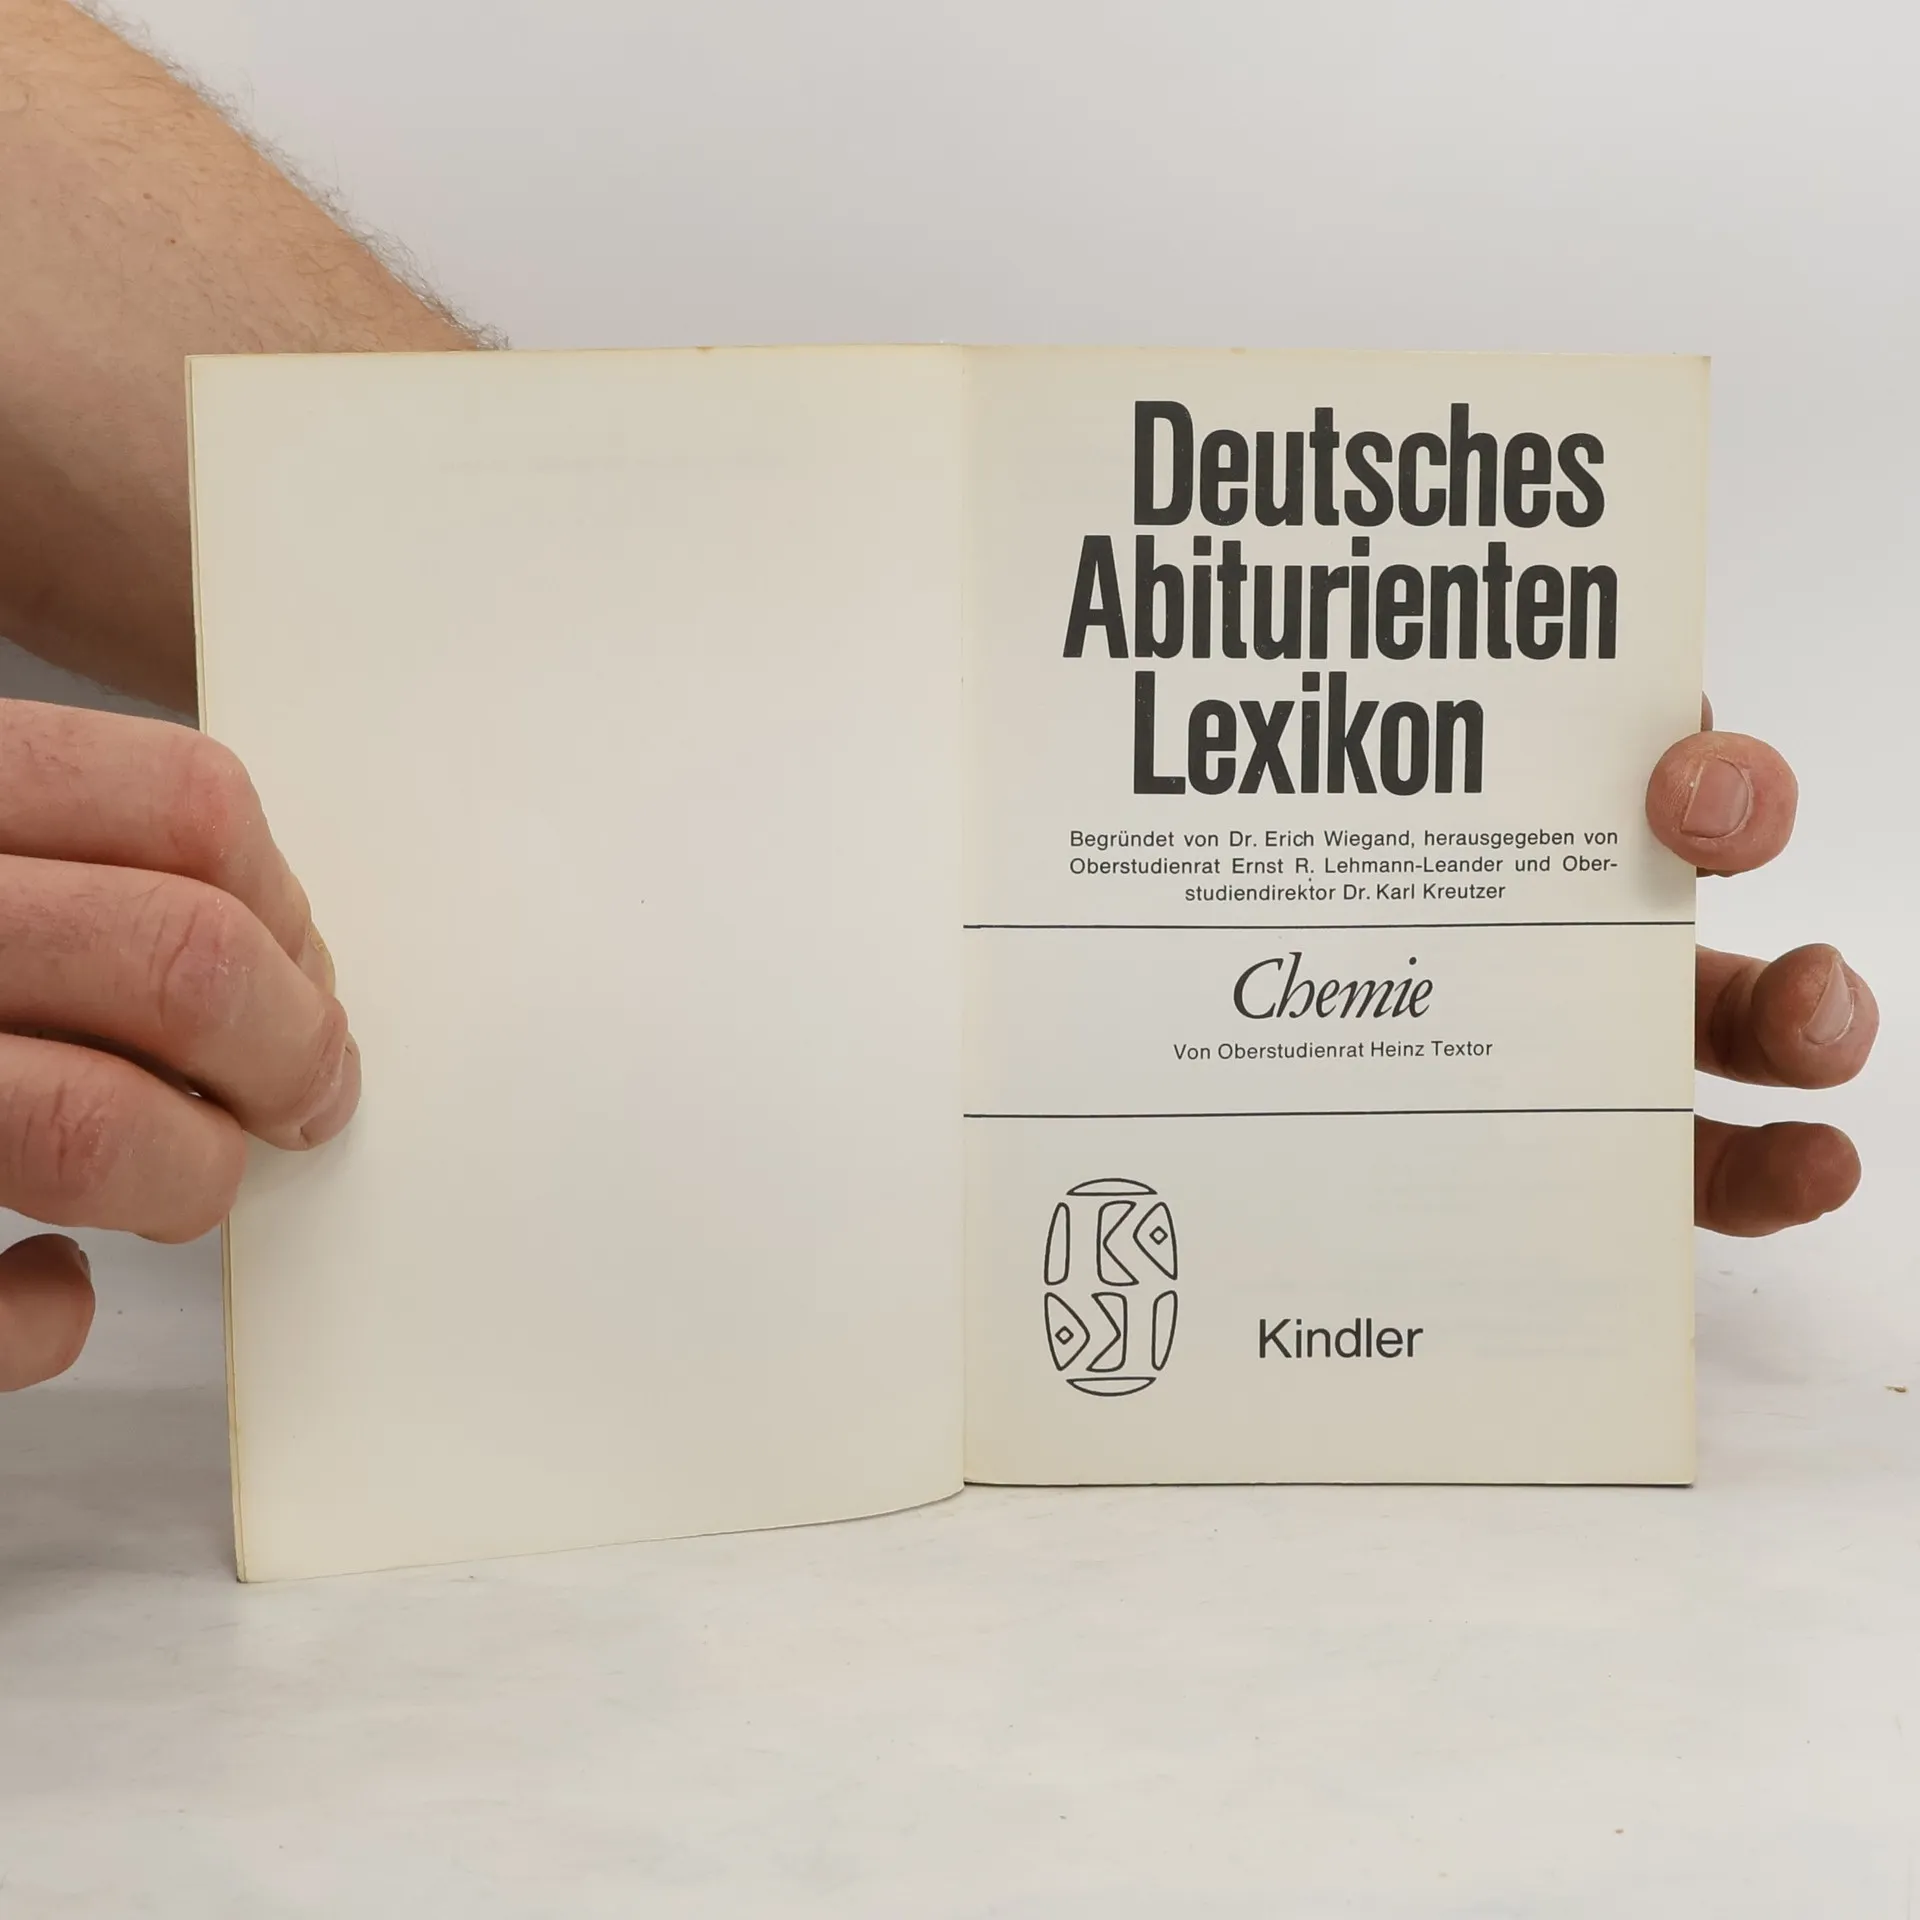 Deutsches
Abiturienten
Lexikon
Begründet von Dr. Erich Wiegand, herausgegeben von
Oberstudienrat Ernst R. Lehmann-Leander und Ober-
studiendirektor Dr. Karl Kreutzer
Chemie
Von Oberstudienrat Heinz Textor
Kindler